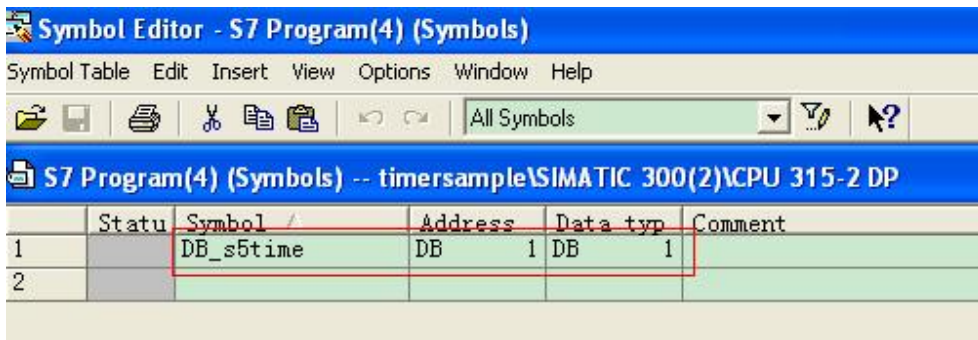 Symbol Editor - S7 Program(4) (Symbols)
Symbol Table Edit Insert View Options Window Help
All Symbols
S7 Program(4) (Symbols) -- timersample\SIMATIC 300(2)\CPU 315-2 DP
Statu Symbol Address Data typ Comment
1 DB_s5time DB 1 DB 1
2